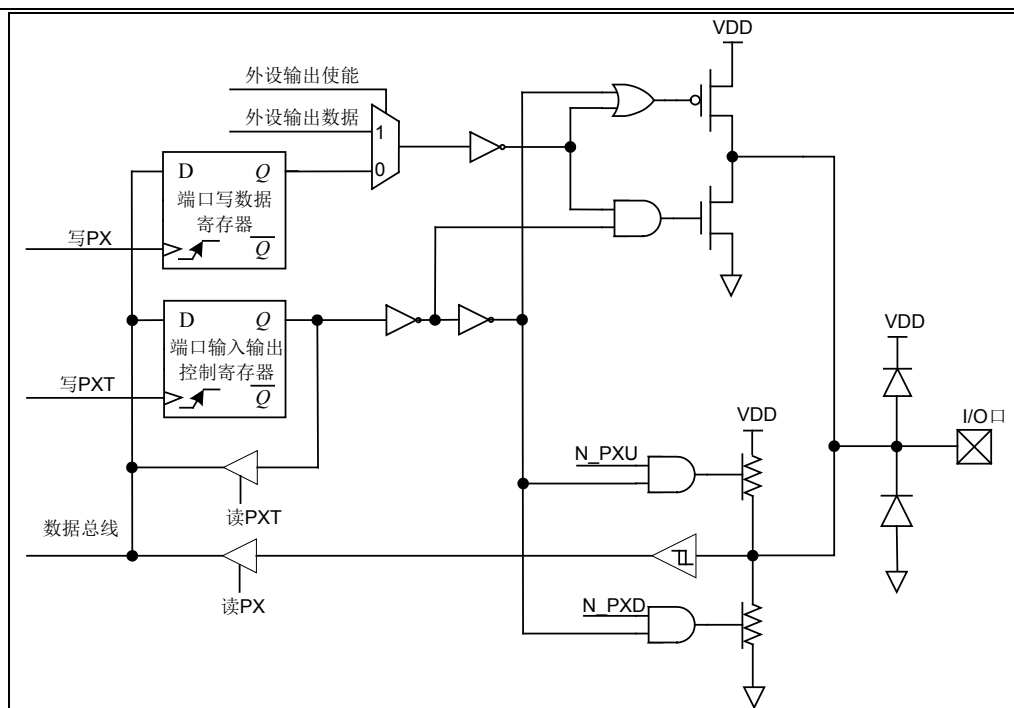 VDD
外设输出使能
外设输出数据
1
0
D Q
端口写数据
寄存器
写PX
Q
D Q
端口输入输出
控制寄存器
写PXT
Q
VDD
VDD
I/O口
N_PXU
读PXT
数据总线
读PX
N_PXD